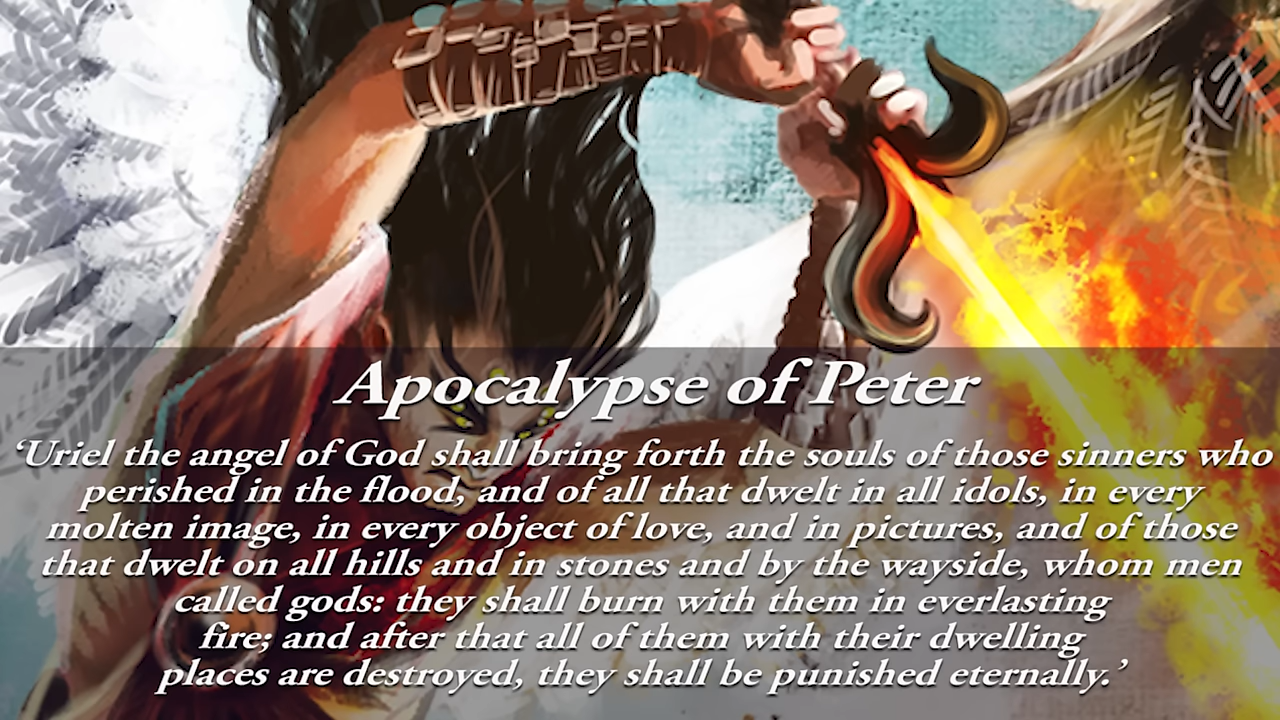 Apocalypse of Peter
‘Uriel the angel of God shall bring forth the souls of those sinners who
perished in the flood, and of all that dwelt in all idols, in every
molten image, in every object of love, and in pictures, and of those
that dwelt on all hills and in stones and by the wayside, whom men
called gods: they shall burn with them in everlasting
fire; and after that all of them with their dwelling
places are destroyed, they shall be punished eternally.’